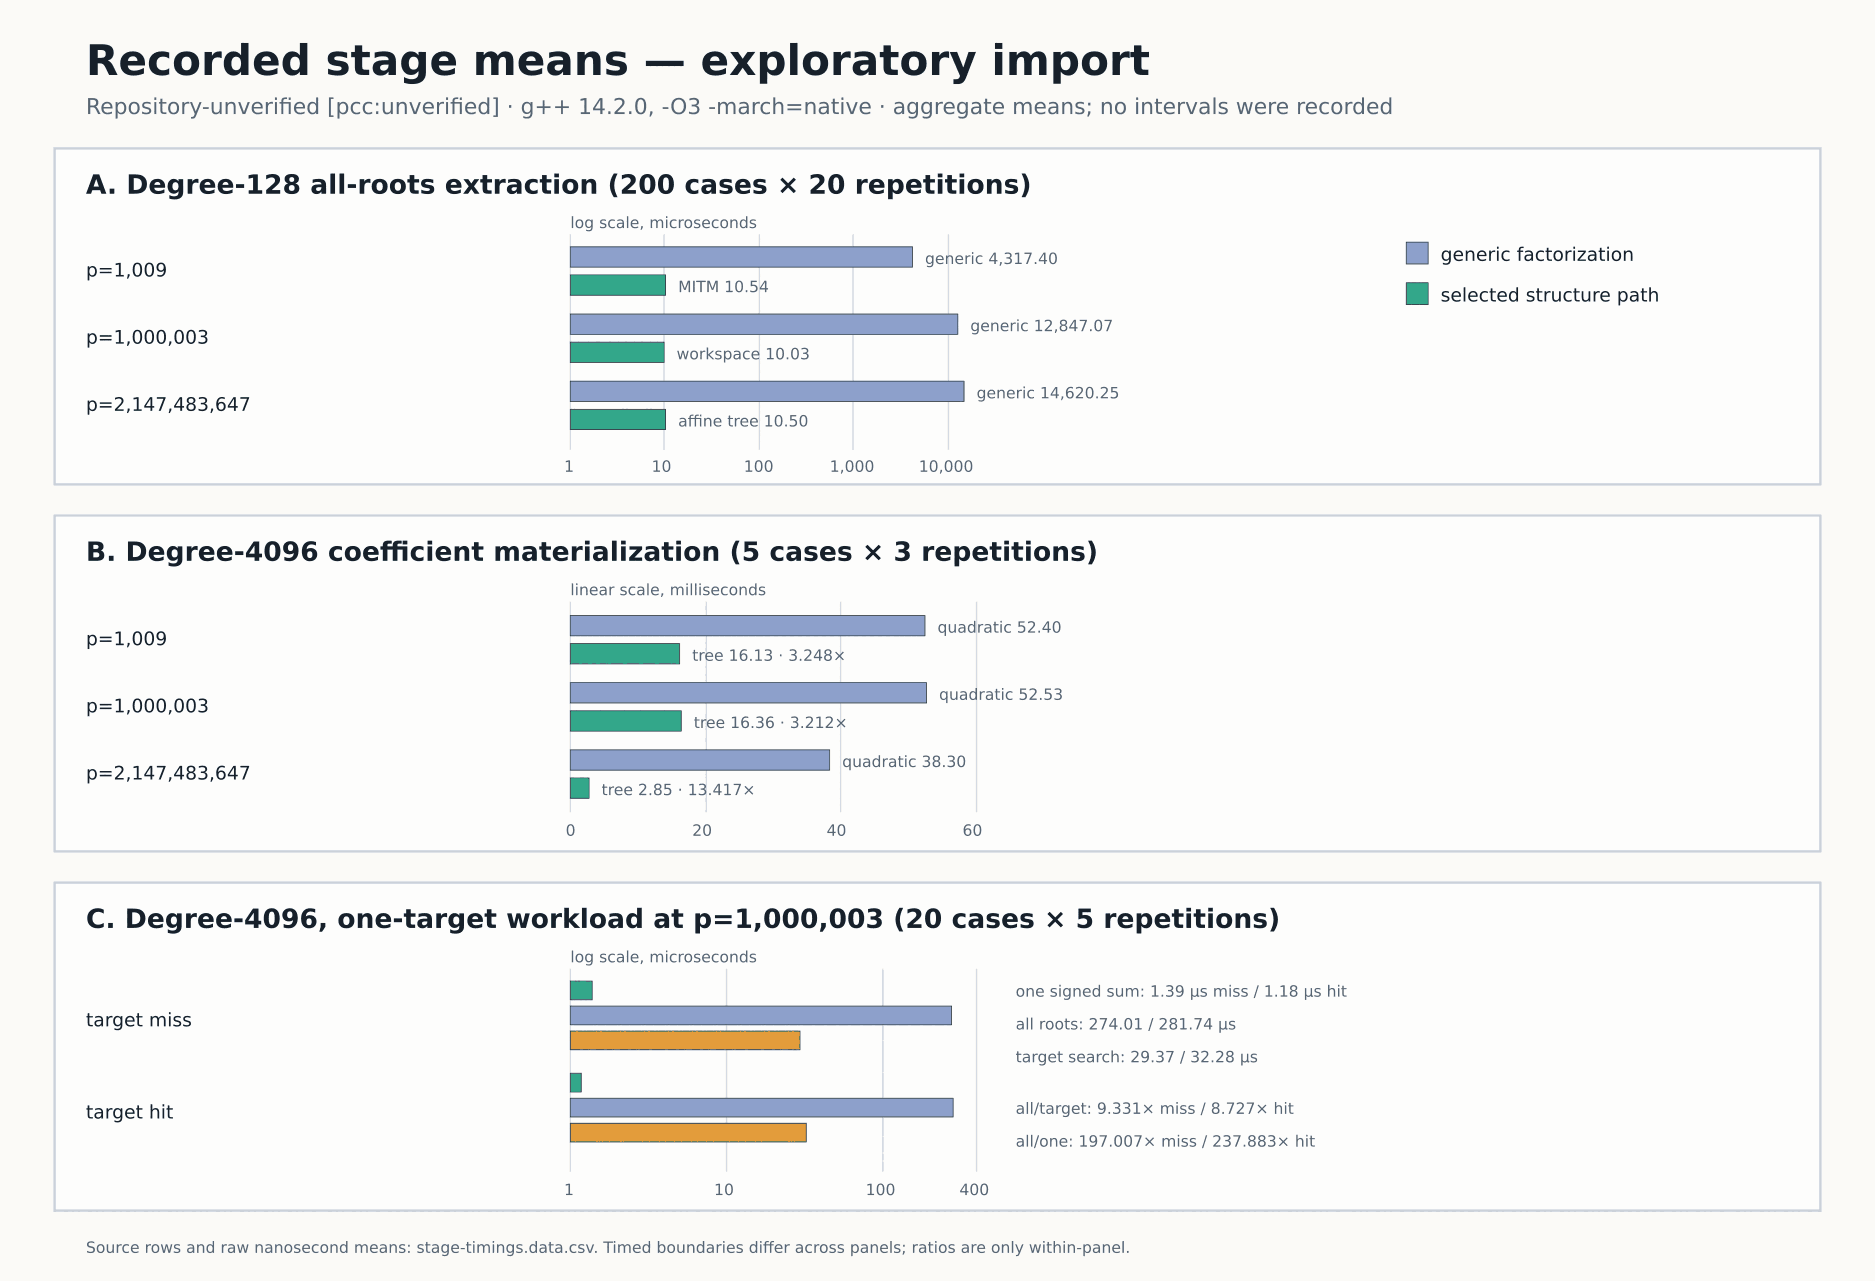 Recorded stage means — exploratory import
Repository-unverified [pcc:unverified] · g++ 14.2.0, -O3 -march=native · aggregate means; no intervals were recorded
A. Degree-128 all-roots extraction (200 cases × 20 repetitions)
log scale, microseconds
generic factorization
selected structure path
p=1,009
generic 4,317.40
MITM 10.54
p=1,000,003
generic 12,847.07
workspace 10.03
p=2,147,483,647
generic 14,620.25
affine tree 10.50
1 10 100 1,000 10,000
B. Degree-4096 coefficient materialization (5 cases × 3 repetitions)
linear scale, milliseconds
p=1,009
quadratic 52.40
tree 16.13 · 3.248×
p=1,000,003
quadratic 52.53
tree 16.36 · 3.212×
p=2,147,483,647
quadratic 38.30
tree 2.85 · 13.417×
0 20 40 60
C. Degree-4096, one-target workload at p=1,000,003 (20 cases × 5 repetitions)
log scale, microseconds
target miss
one signed sum: 1.39 µs miss / 1.18 µs hit
all roots: 274.01 / 281.74 µs
target search: 29.37 / 32.28 µs
target hit
all/target: 9.331× miss / 8.727× hit
all/one: 197.007× miss / 237.883× hit
1 10 100 400
Source rows and raw nanosecond means: stage-timings.data.csv. Timed boundaries differ across panels; ratios are only within-panel.